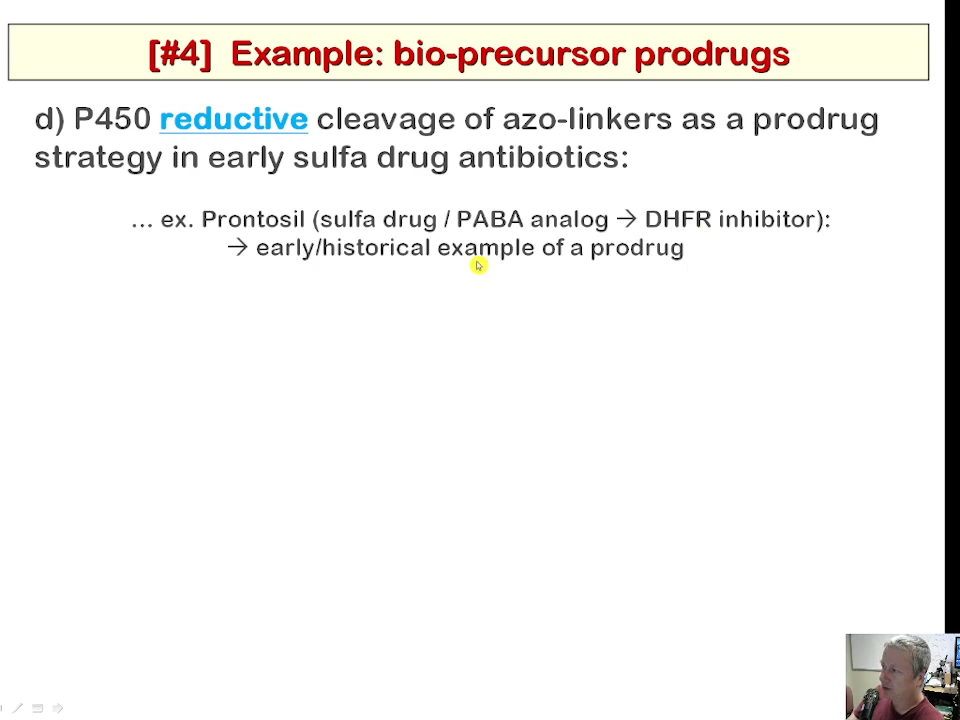 [#4] Example: bio-precursor prodrugs
d) P450 reductive cleavage of azo-linkers as a prodrug
strategy in early sulfa drug antibiotics:
... ex. Prontosil (sulfa drug / PABA analog → DHFR inhibitor):
→ early/historical example of a prodrug